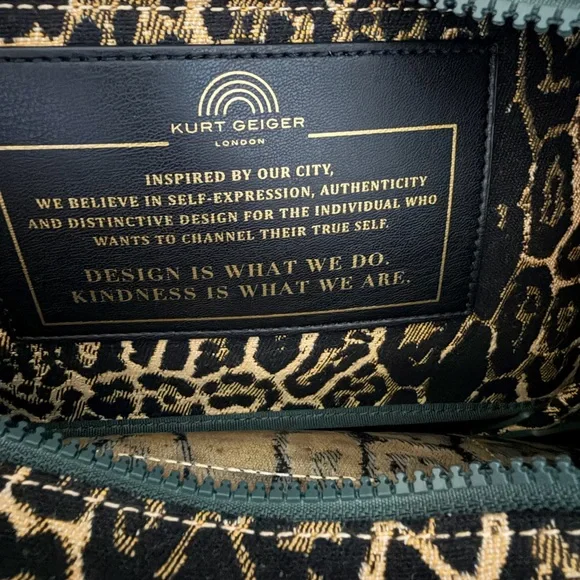 KURT GEIGER
LONDON
INSPIRED BY OUR CITY,
WE BELIEVE IN SELF-EXPRESSION, AUTHENTICITY
AND DISTINCTIVE DESIGN FOR THE INDIVIDUAL WHO
WANTS TO CHANNEL THEIR TRUE SELF.
DESIGN IS WHAT WE DO.
KINDNESS IS WHAT WE ARE.